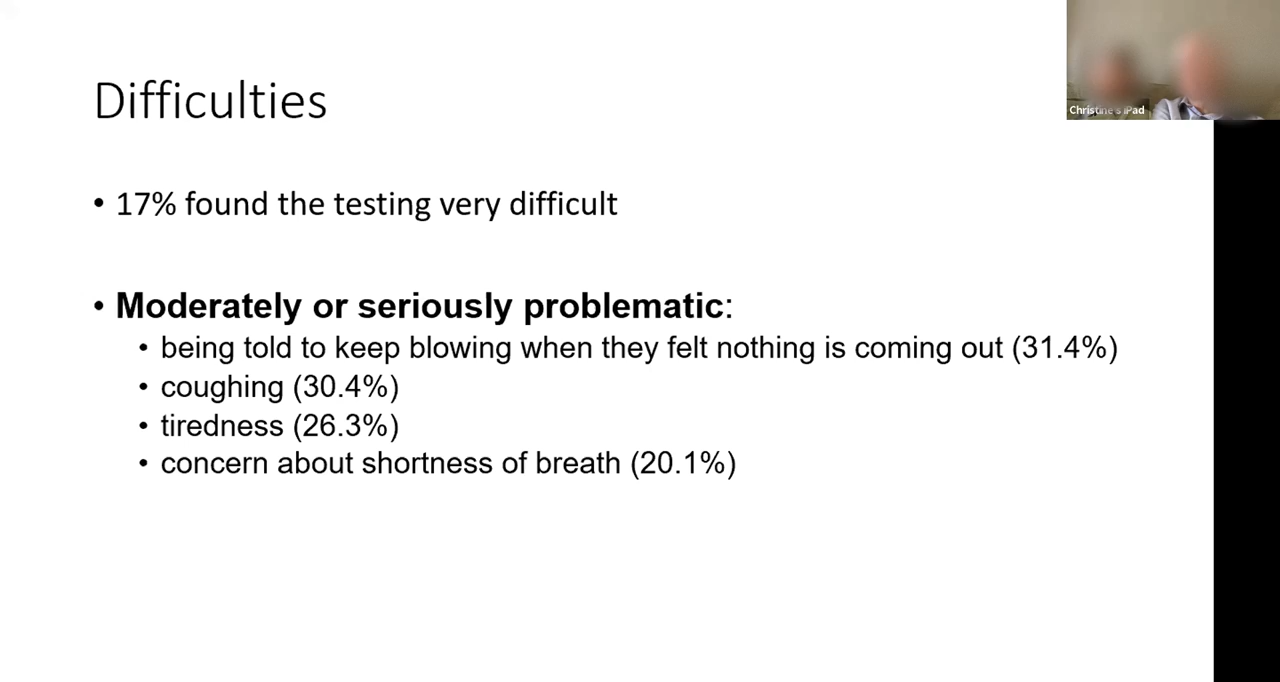 Difficulties
Christine's iPad
• 17% found the testing very difficult
• Moderately or seriously problematic:
• being told to keep blowing when they felt nothing is coming out (31.4%)
• coughing (30.4%)
• tiredness (26.3%)
• concern about shortness of breath (20.1%)